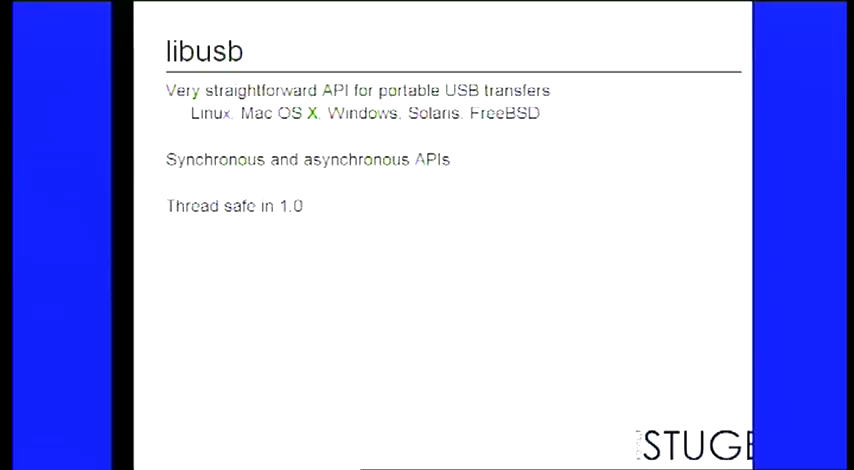 libusb
Very straightforward API for portable USB transfers
Linux, Mac OS X, Windows, Solaris, FreeBSD
Synchronous and asynchronous APIs
Thread safe in 1.0
STUGE